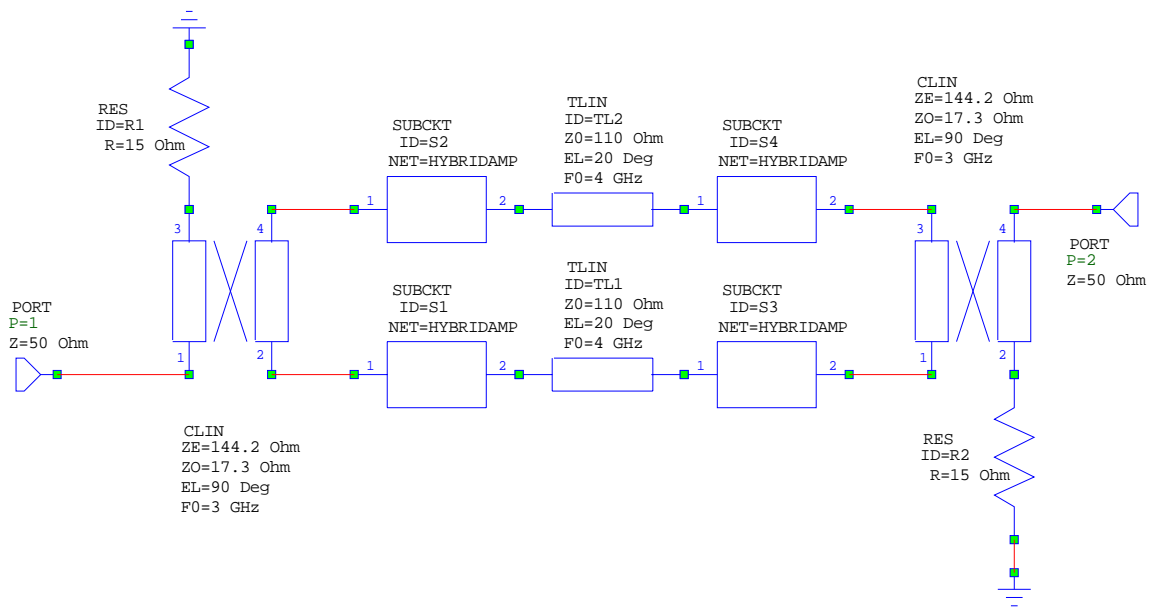 RES
ID=R1
R=15 Ohm
3
4
1
2
PORT
P=1
Z=50 Ohm
CLIN
ZE=144.2 Ohm
ZO=17.3 Ohm
EL=90 Deg
F0=3 GHz
SUBCKT
ID=S2
NET=HYBRIDAMP
1
2
TLIN
ID=TL2
Z0=110 Ohm
EL=20 Deg
F0=4 GHz
SUBCKT
ID=S4
NET=HYBRIDAMP
1
2
SUBCKT
ID=S1
NET=HYBRIDAMP
1
2
TLIN
ID=TL1
Z0=110 Ohm
EL=20 Deg
F0=4 GHz
SUBCKT
ID=S3
NET=HYBRIDAMP
1
2
CLIN
ZE=144.2 Ohm
ZO=17.3 Ohm
EL=90 Deg
F0=3 GHz
3
4
1
2
PORT
P=2
Z=50 Ohm
RES
ID=R2
R=15 Ohm